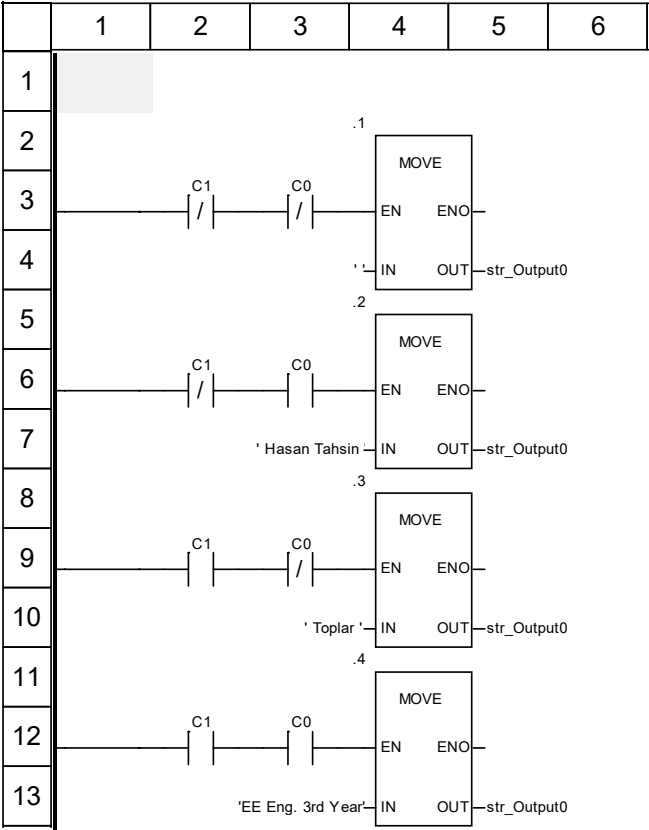 1 2 3 4 5 6
1
.1
2
MOVE
C1 C0
3
/ / EN ENO
4
' ' IN OUT str_Output0
.2
5
MOVE
C1 C0
6
/ EN ENO
7
' Hasan Tahsin ' IN OUT str_Output0
.3
8
MOVE
C1 C0
9
/ EN ENO
10
' Toplar ' IN OUT str_Output0
.4
11
MOVE
C1 C0
12
EN ENO
13
'EE Eng. 3rd Year' IN OUT str_Output0